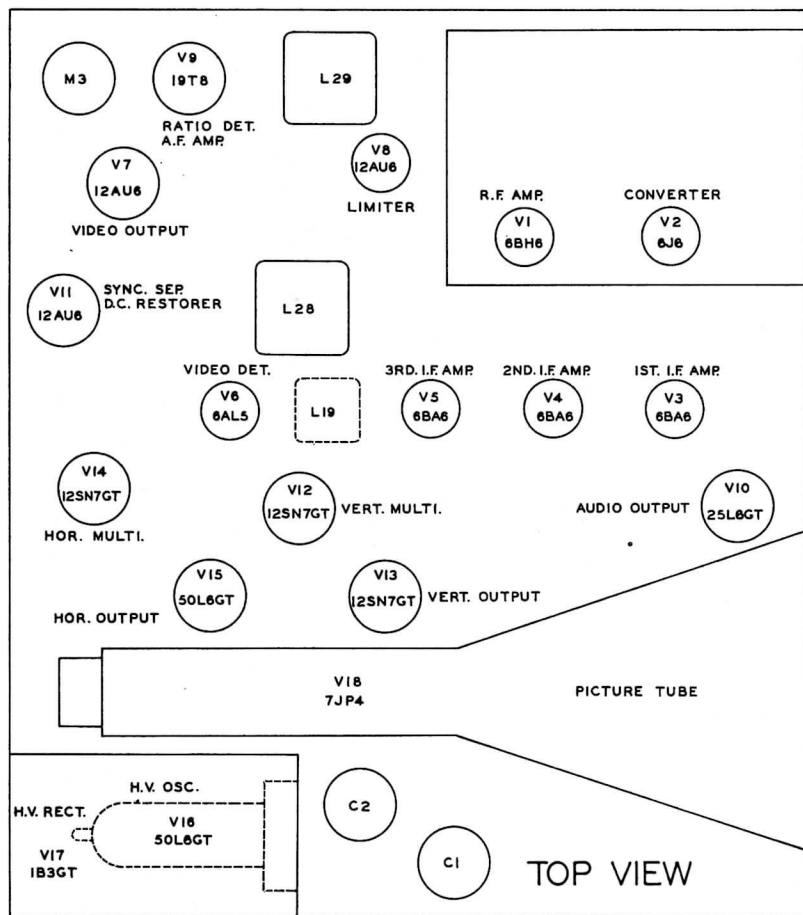 M3
V9
19T8
RATIO DET.
A.F. AMP.
L29
V8
12AU6
LIMITER
V7
12AU6
VIDEO OUTPUT
R.F. AMP.
V1
6BH6
CONVERTER
V2
6J6
V11
12AU6
SYNC. SEP.
D.C. RESTORER
L28
VIDEO DET.
V6
6AL5
L19
3RD. I.F. AMP.
V5
6BA6
2ND. I.F. AMP.
V4
6BA6
1ST. I.F. AMP.
V3
6BA6
V14
12SN7GT
HOR. MULTI.
V12
12SN7GT
VERT. MULTI.
AUDIO OUTPUT
V10
25L6GT
V15
50L6GT
HOR. OUTPUT
V13
12SN7GT
VERT. OUTPUT
V18
7JP4
PICTURE TUBE
H.V. OSC.
H.V. RECT.
V16
50L6GT
V17
1B3GT
C2
C1
TOP VIEW